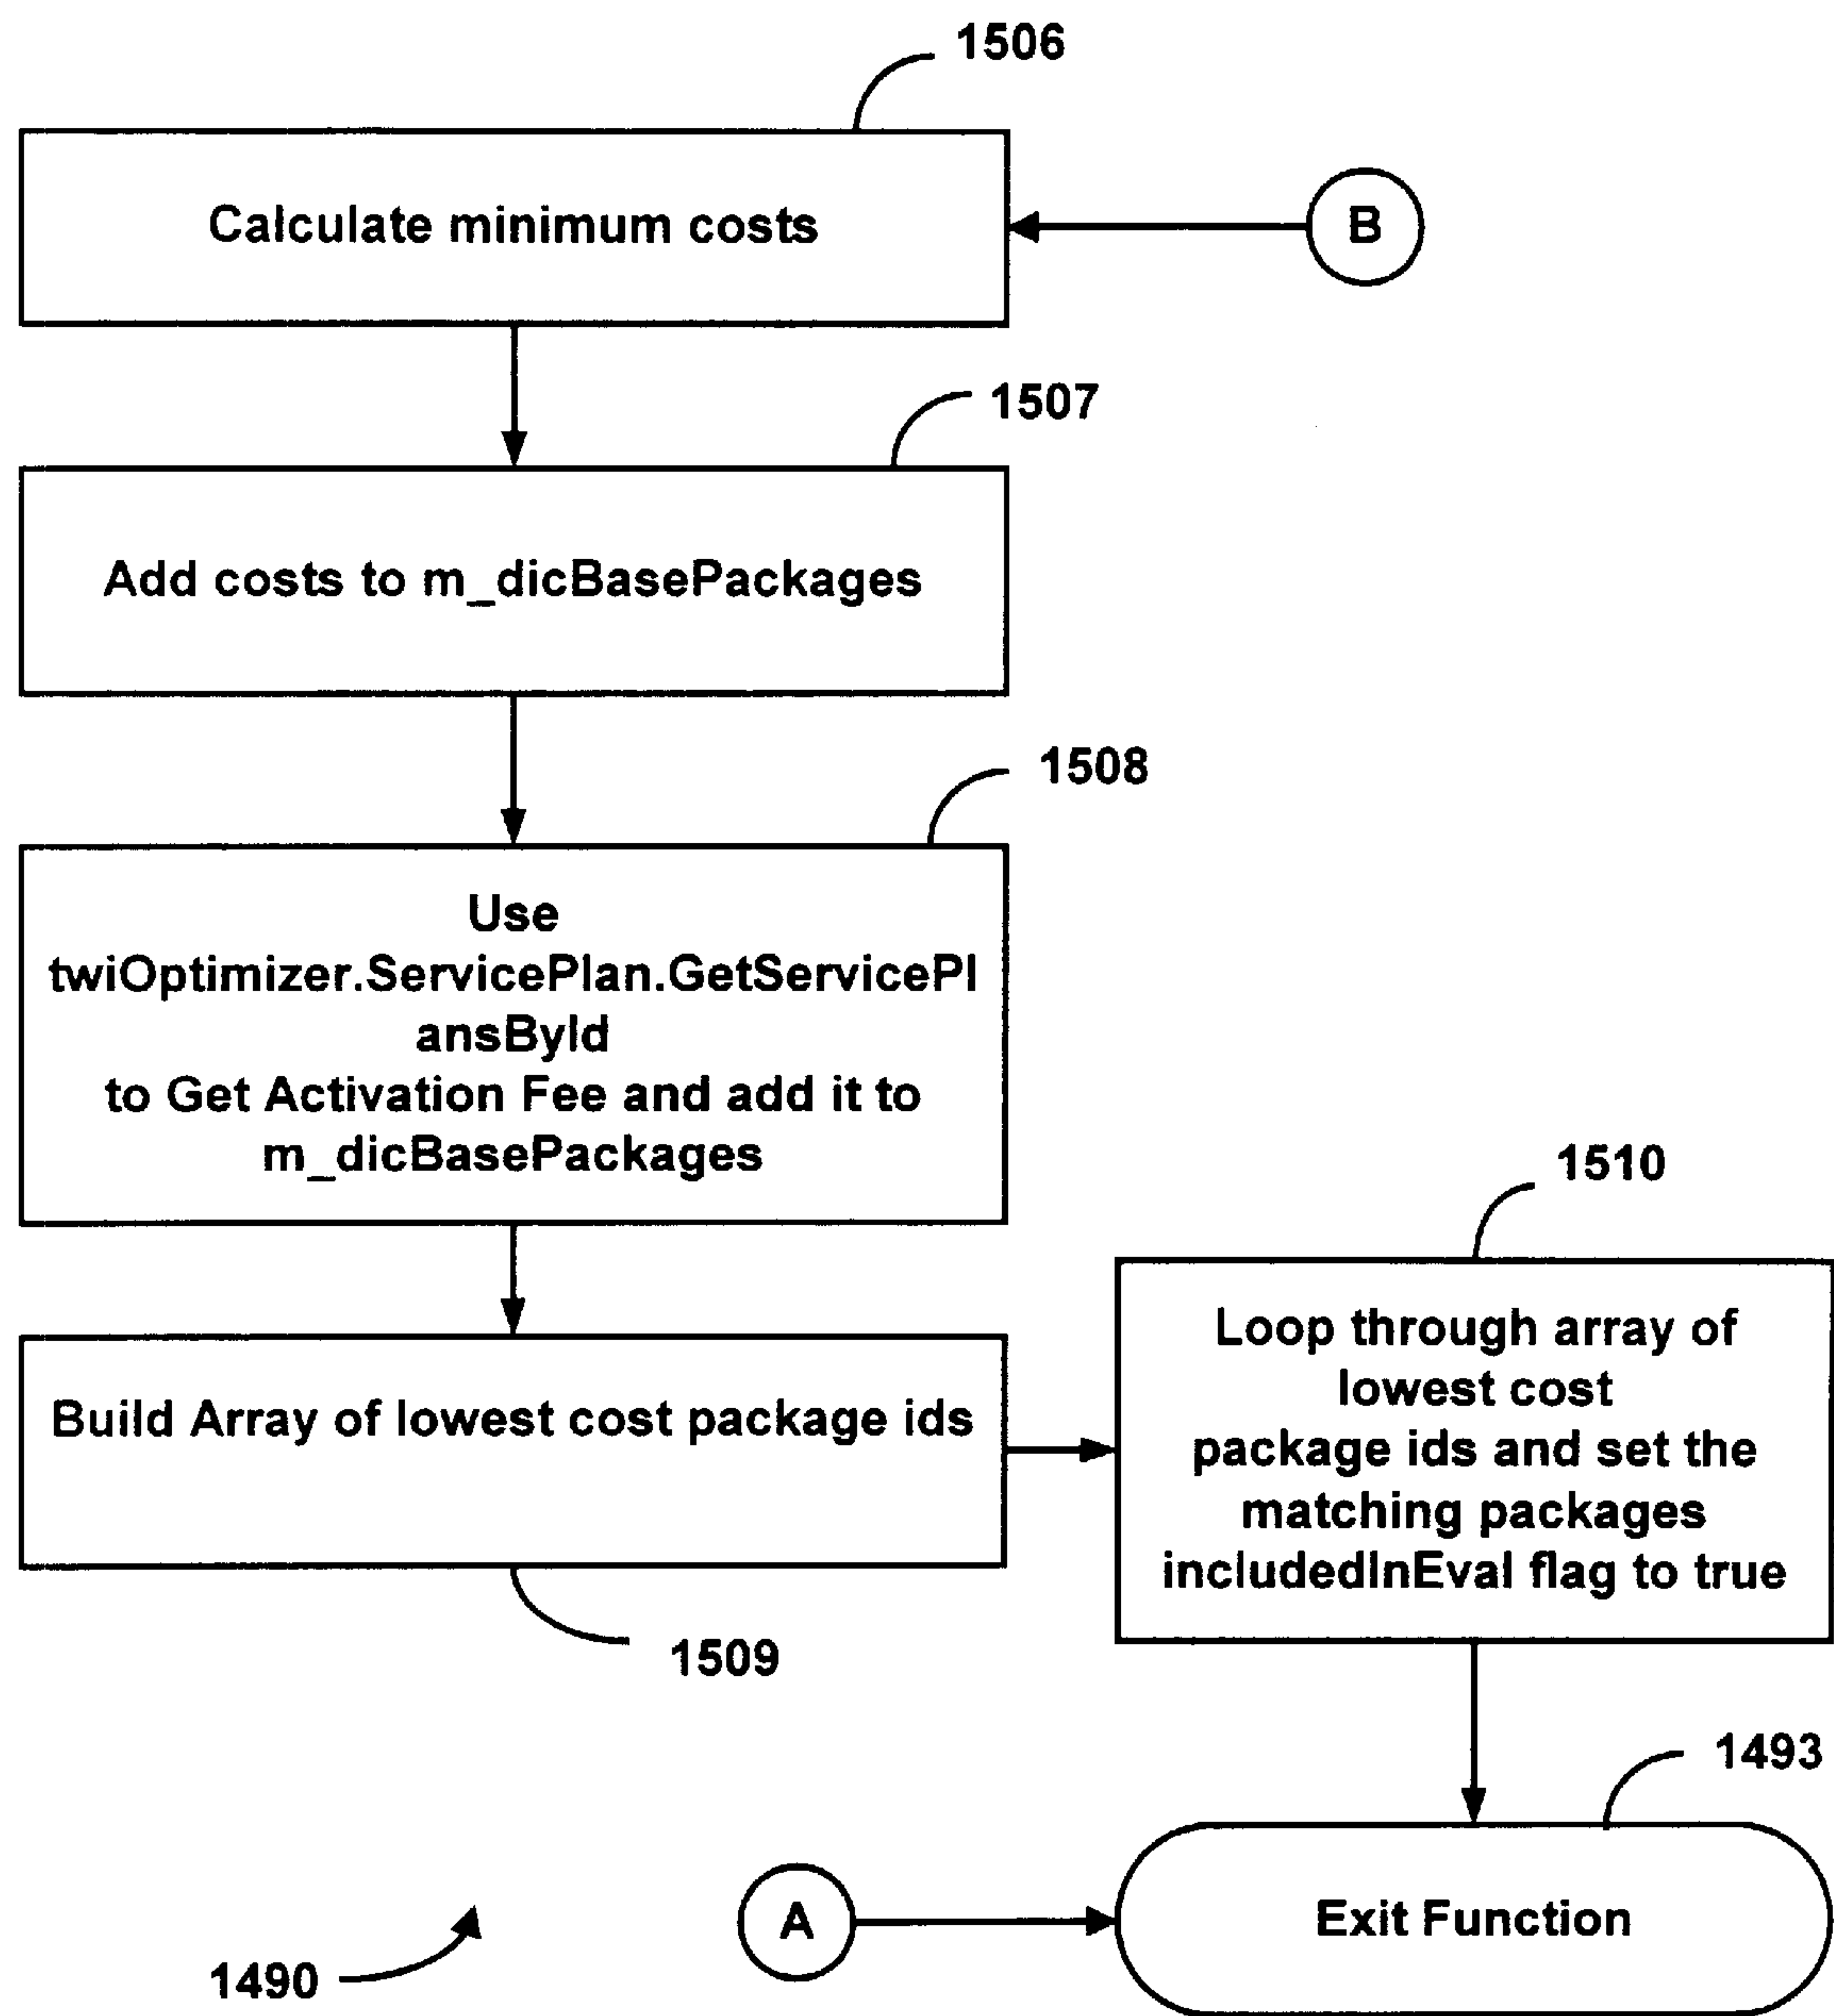 1506
Calculate minimum costs
B
1507
Add costs to m_dicBasePackages
1508
Use
twiOptimizer.ServicePlan.GetServicePl
ansById
to Get Activation Fee and add it to
m_dicBasePackages
1510
Loop through array of
lowest cost
package ids and set the
matching packages
includedInEval flag to true
Build Array of lowest cost package ids
1509
1493
A
Exit Function
1490